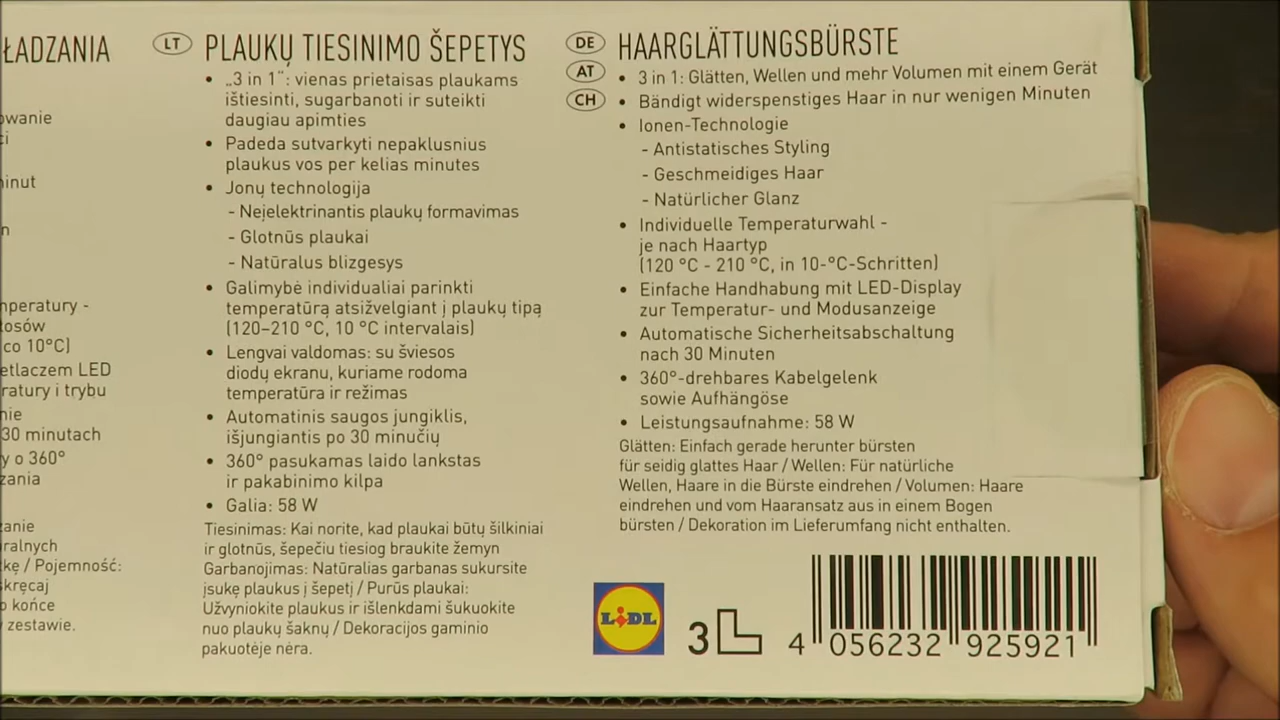 ŁADZANIA
owanie
ci
minut
n
mperatury -
łosów
co 10°C)
etlaczem LED
ratury i trybu
nie
30 minutach
y o 360°
zania
zanie
uralnych
tkę / Pojemność:
skręcaj
o końce
zestawie.
LT PLAUKŲ TIESINIMO ŠEPETYS
• „3 in 1“: vienas prietaisas plaukams
ištiesinti, sugarbanoti ir suteikti
daugiau apimties
• Padeda sutvarkyti nepaklusnius
plaukus vos per kelias minutes
• Jonų technologija
- Neįelektrinantis plaukų formavimas
- Glotnūs plaukai
- Natūralus blizgesys
• Galimybė individualiai parinkti
temperatūrą atsižvelgiant į plaukų tipą
(120–210 °C, 10 °C intervalais)
• Lengvai valdomas: su šviesos
diodų ekranu, kuriame rodoma
temperatūra ir režimas
• Automatinis saugos jungiklis,
išjungiantis po 30 minučių
• 360° pasukamas laido lankstas
ir pakabinimo kilpa
• Galia: 58 W
Tiesinimas: Kai norite, kad plaukai būtų šilkiniai
ir glotnūs, šepečiu tiesiog braukite žemyn
Garbanojimas: Natūralias garbanas sukursite
įsukę plaukus į šepetį / Purūs plaukai:
Užvyniokite plaukus ir išlenkdami šukuokite
nuo plaukų šaknų / Dekoracijos gaminio
pakuotėje nėra.
DE AT CH HAARGLÄTTUNGSBÜRSTE
• 3 in 1: Glätten, Wellen und mehr Volumen mit einem Gerät
• Bändigt widerspenstiges Haar in nur wenigen Minuten
• Ionen-Technologie
- Antistatisches Styling
- Geschmeidiges Haar
- Natürlicher Glanz
• Individuelle Temperaturwahl -
je nach Haartyp
(120 °C - 210 °C, in 10-°C-Schritten)
• Einfache Handhabung mit LED-Display
zur Temperatur- und Modusanzeige
• Automatische Sicherheitsabschaltung
nach 30 Minuten
• 360°-drehbares Kabelgelenk
sowie Aufhängöse
• Leistungsaufnahme: 58 W
Glätten: Einfach gerade herunter bürsten
für seidig glattes Haar / Wellen: Für natürliche
Wellen, Haare in die Bürste eindrehen / Volumen: Haare
eindrehen und vom Haaransatz aus in einem Bogen
bürsten / Dekoration im Lieferumfang nicht enthalten.
LIDL
3L
4 056232 925921